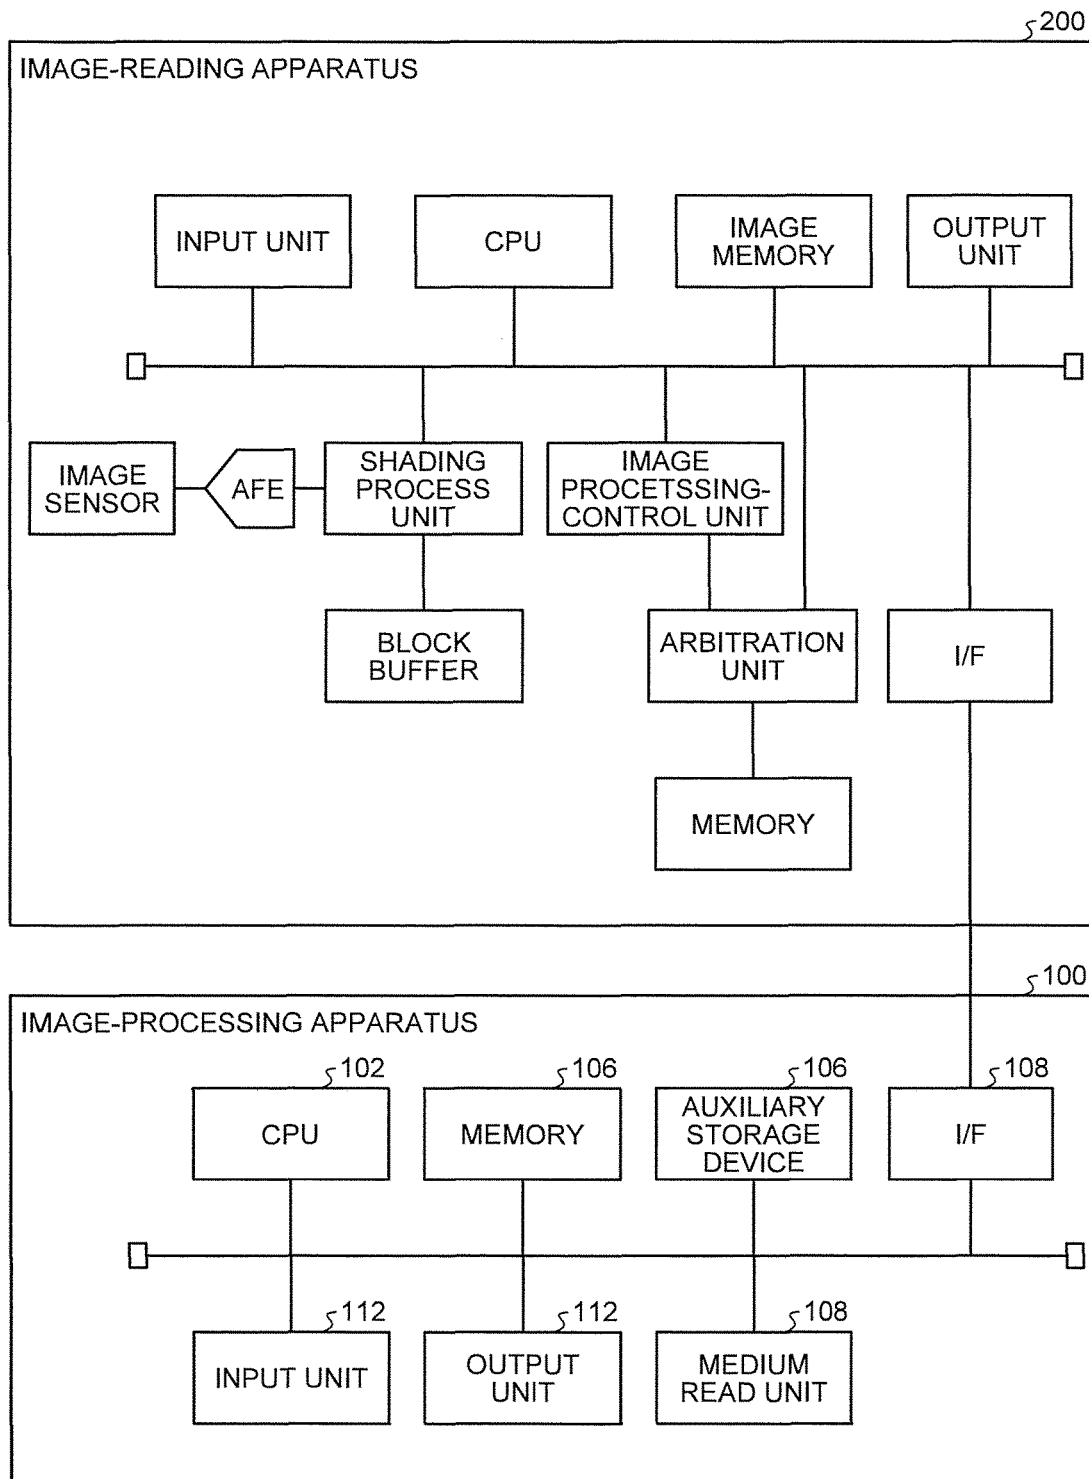 200
IMAGE-READING APPARATUS
INPUT UNIT
CPU
IMAGE
MEMORY
OUTPUT
UNIT
IMAGE
SENSOR
AFE
SHADING
PROCESS
UNIT
IMAGE
PROCETSSING-
CONTROL UNIT
BLOCK
BUFFER
ARBITRATION
UNIT
I/F
MEMORY
100
IMAGE-PROCESSING APPARATUS
102
CPU
106
MEMORY
106
AUXILIARY
STORAGE
DEVICE
108
I/F
112
INPUT UNIT
112
OUTPUT
UNIT
108
MEDIUM
READ UNIT